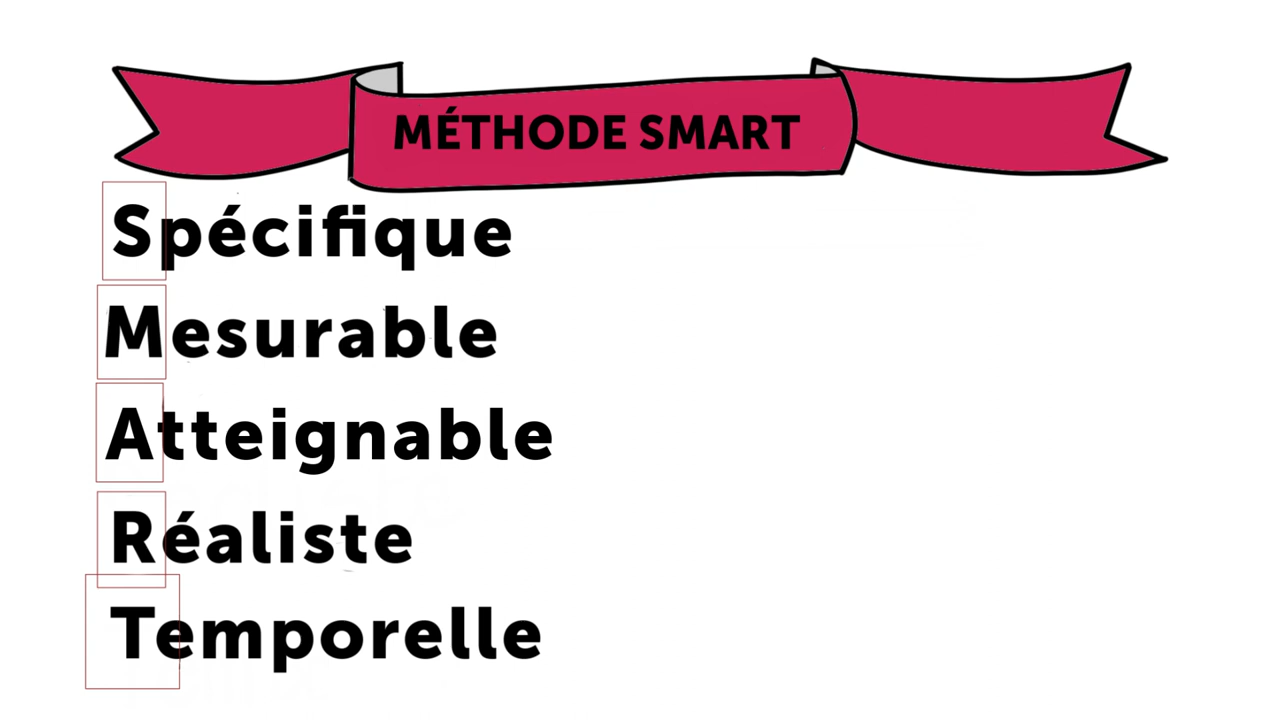 MÉTHODE SMART
Spécifique
Mesurable
Atteignable
Réaliste
Temporelle